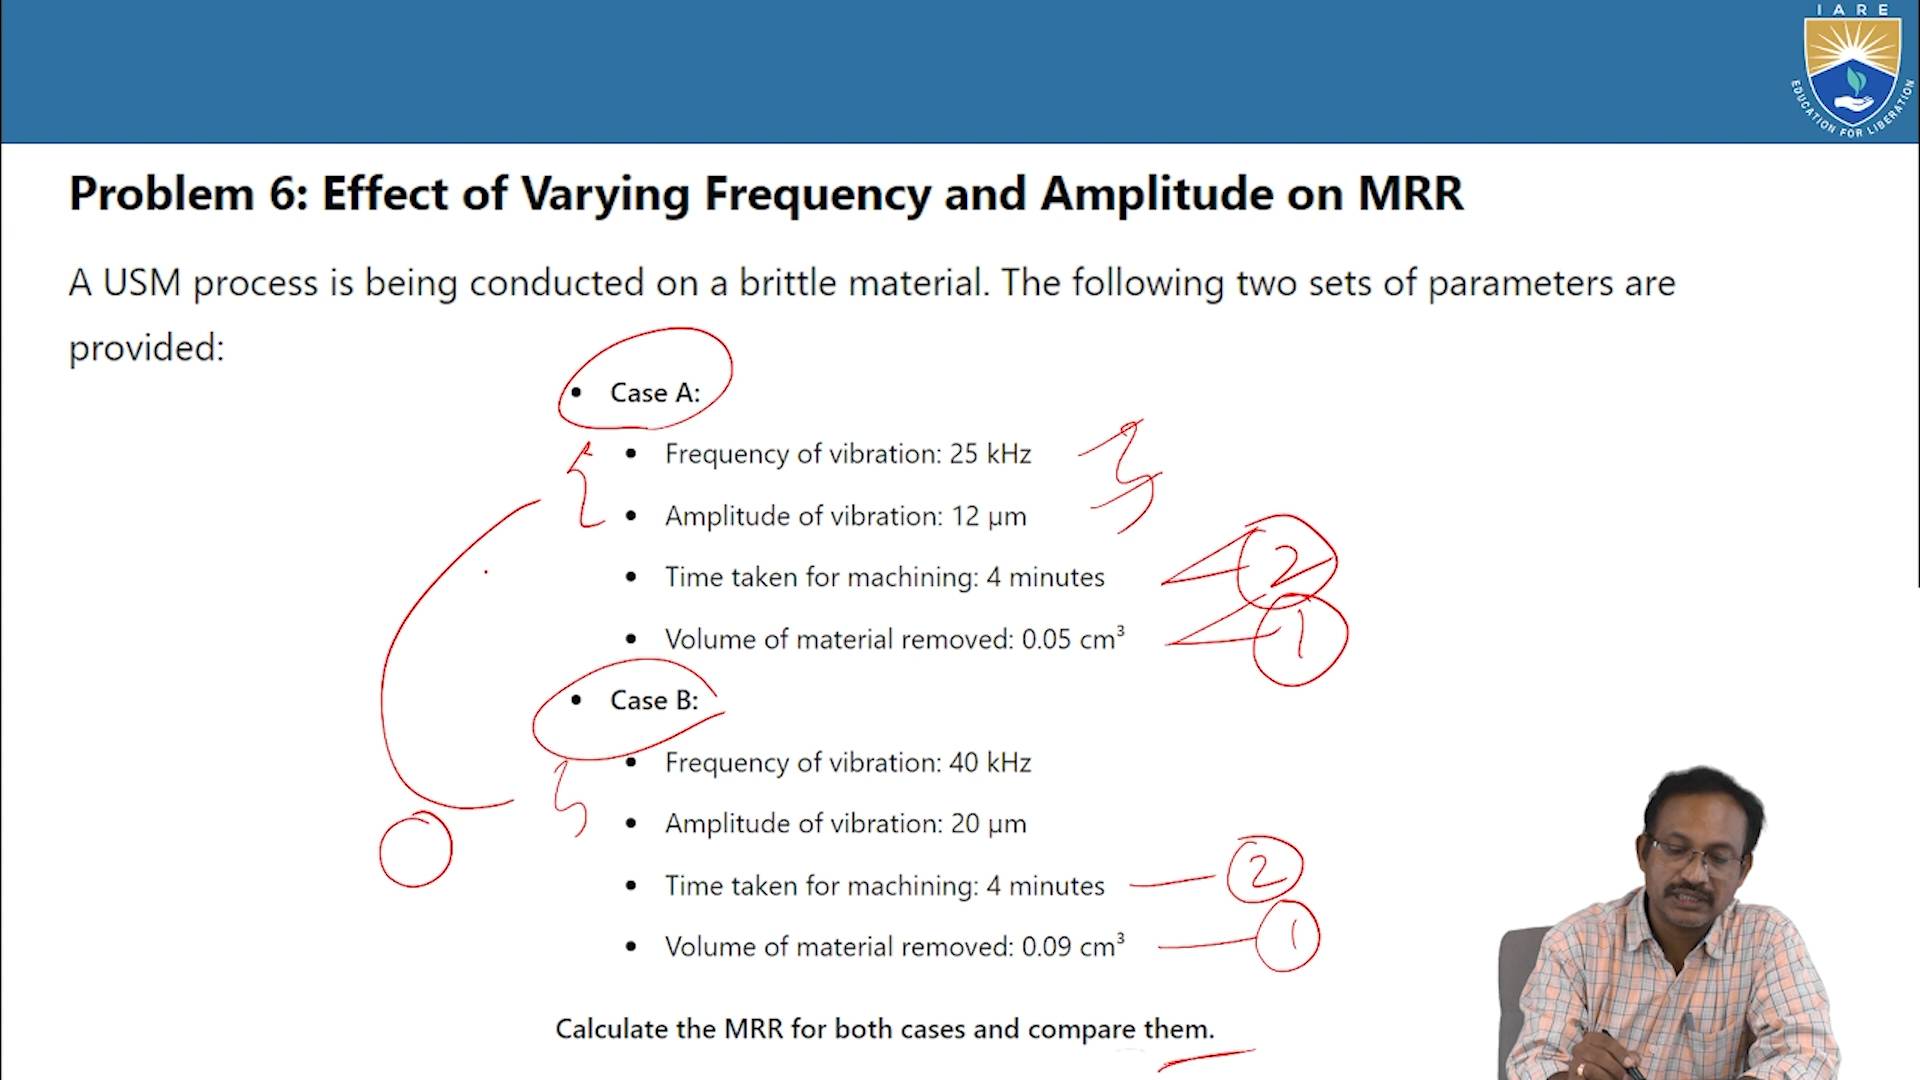 IARE
EDUCATION FOR LIBERATION
Problem 6: Effect of Varying Frequency and Amplitude on MRR
A USM process is being conducted on a brittle material. The following two sets of parameters are
provided:
• Case A:
• Frequency of vibration: 25 kHz
• Amplitude of vibration: 12 μm
• Time taken for machining: 4 minutes
2
• Volume of material removed: 0.05 cm³
1
• Case B:
• Frequency of vibration: 40 kHz
• Amplitude of vibration: 20 μm
• Time taken for machining: 4 minutes
2
• Volume of material removed: 0.09 cm³
1
Calculate the MRR for both cases and compare them.